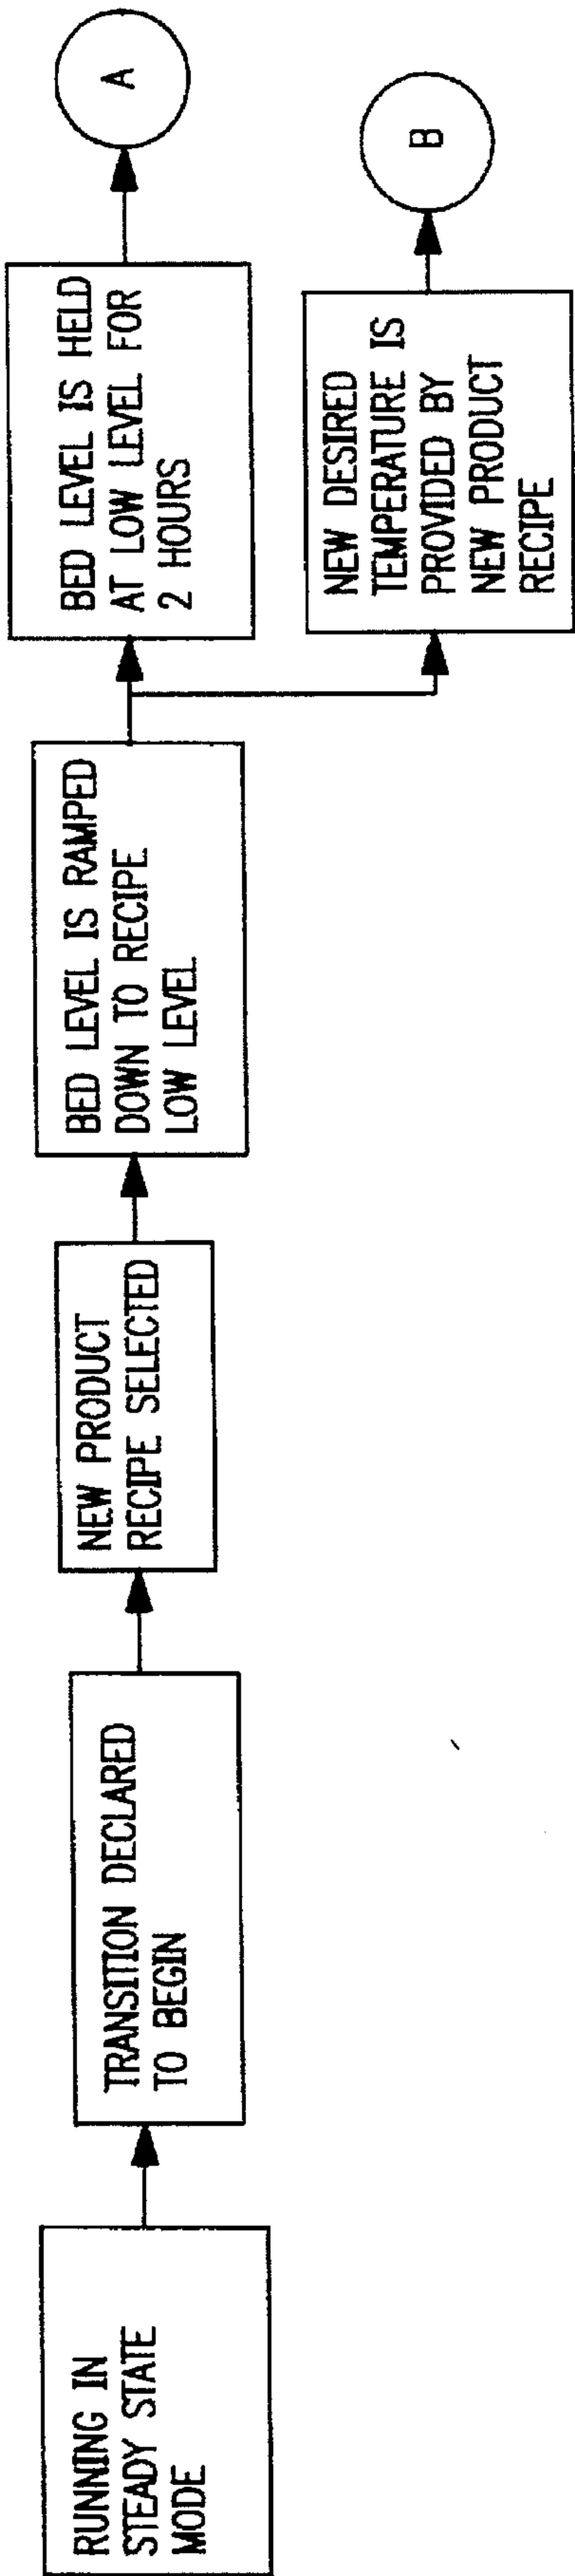 RUNNING IN
STEADY STATE
MODE
TRANSITION DECLARED
TO BEGIN
NEW PRODUCT
RECIPE SELECTED
BED LEVEL IS RAMPED
DOWN TO RECIPE
LOW LEVEL
BED LEVEL IS HELD
AT LOW LEVEL FOR
2 HOURS
A
NEW DESIRED
TEMPERATURE IS
PROVIDED BY
NEW PRODUCT
RECIPE
B